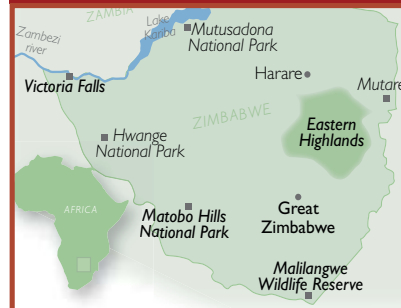 ZAMBIA
Lake
Kariba
Zambezi
river
Mutusadona
National Park
Victoria Falls
Harare
Mutare
ZIMBABWE
Hwange
National Park
Eastern
Highlands
AFRICA
Matobo Hills
National Park
Great
Zimbabwe
Malilangwe
Wildlife Reserve